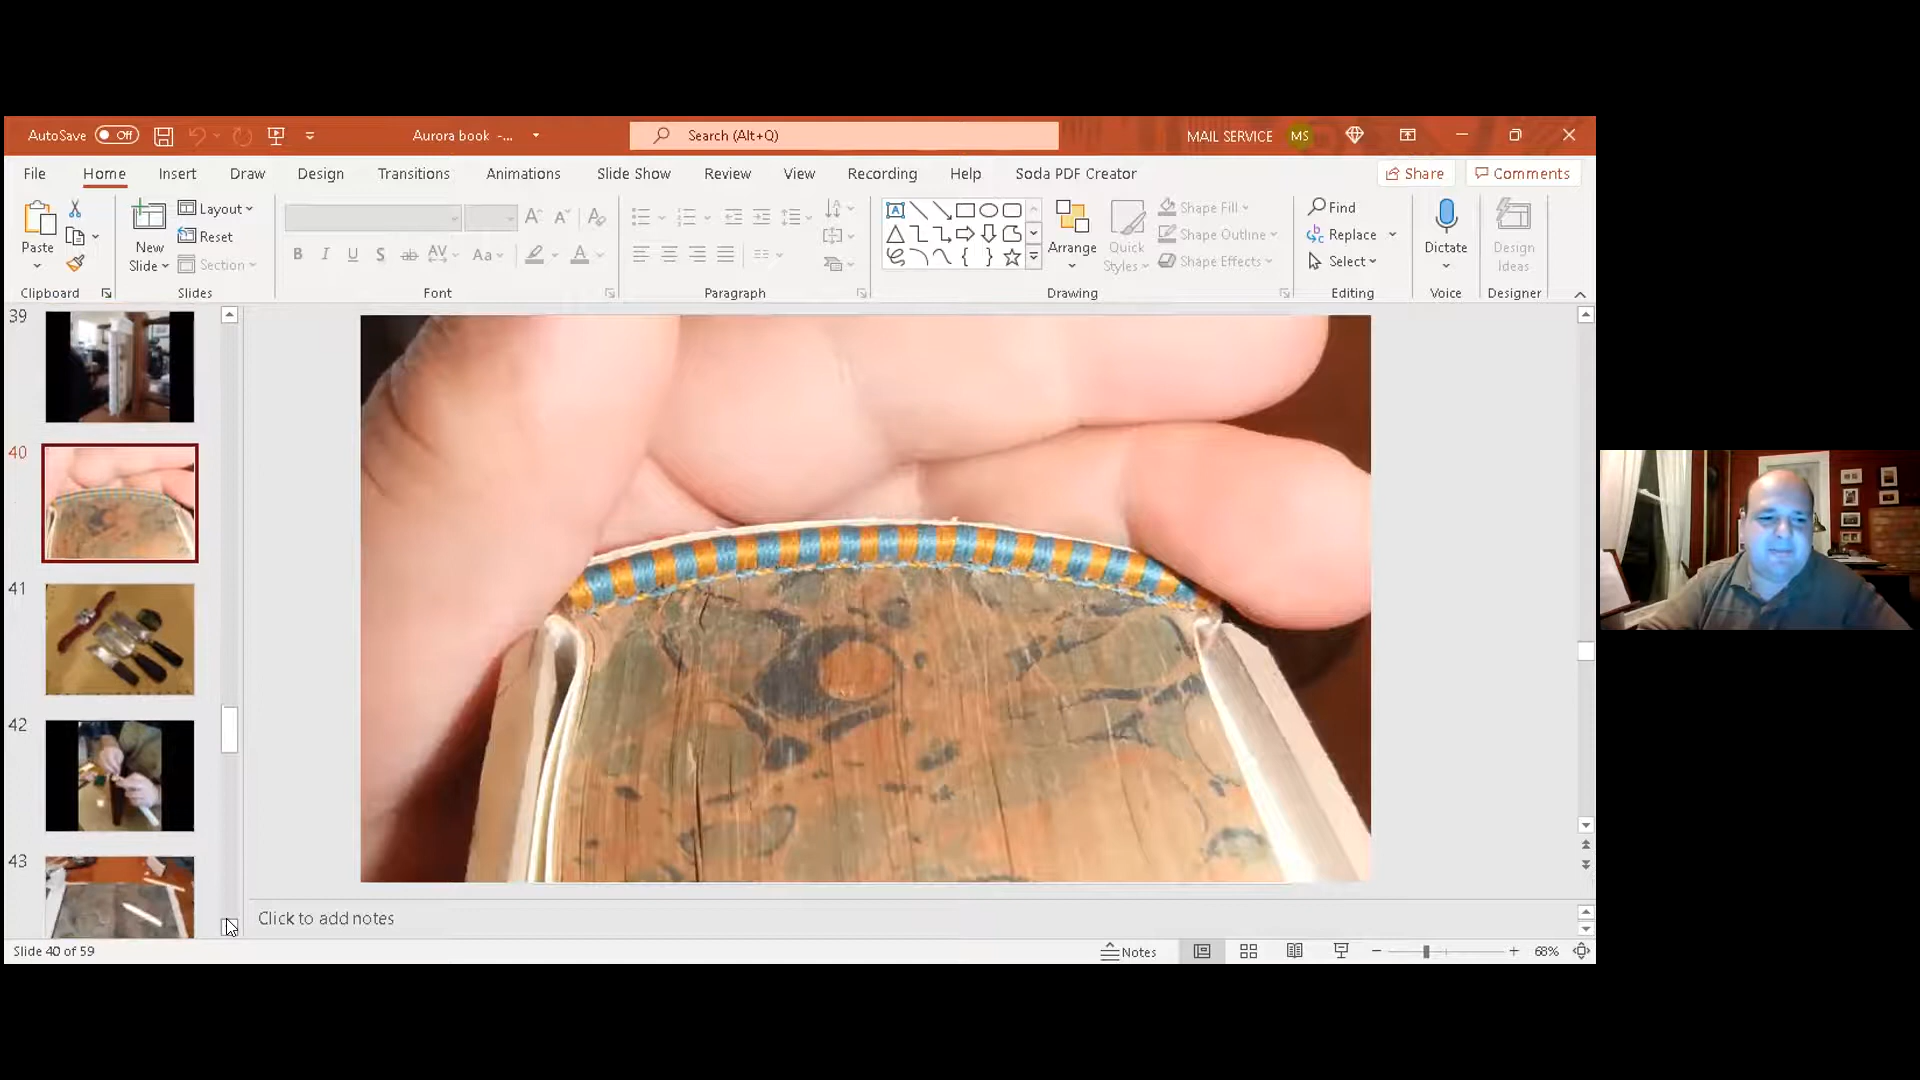 AutoSave Off Aurora book -... Search (Alt+Q) MAIL SERVICE MS
File Home Insert Draw Design Transitions Animations Slide Show Review View Recording Help Soda PDF Creator Share Comments
Paste
New
Slide
Layout
Reset
Section
B I U S ab AV Aa A
Arrange
Quick
Styles
Shape Fill
Shape Outline
Shape Effects
Find
Replace
Select
Dictate
Design
Ideas
Clipboard Slides Font Paragraph Drawing Editing Voice Designer
39
40
41
42
43
Click to add notes
Slide 40 of 59 Notes 68%